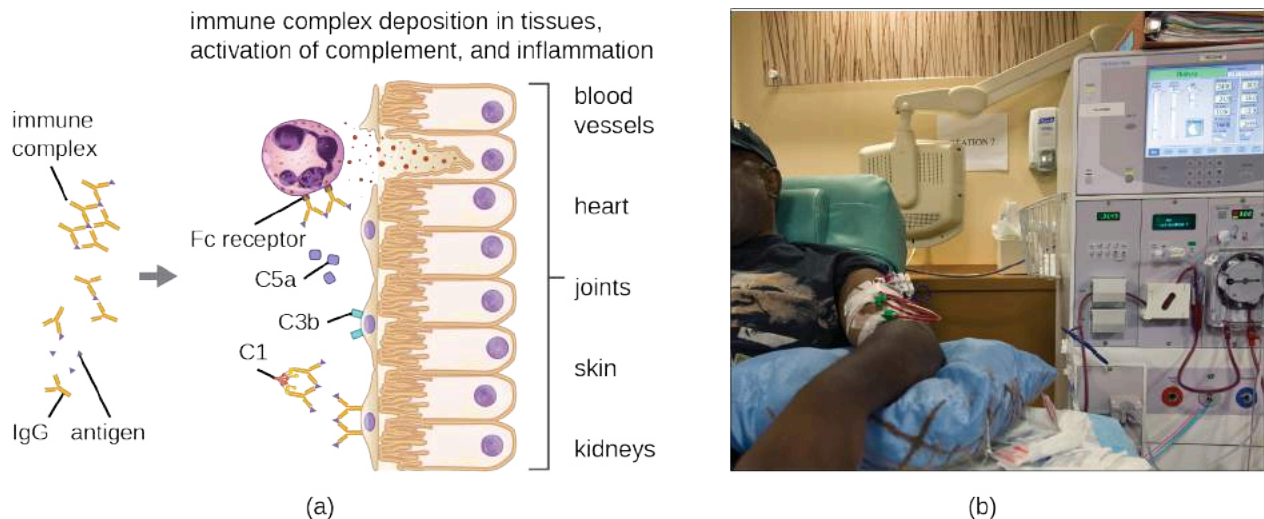 immune complex deposition in tissues,
activation of complement, and inflammation
immune
complex
Fc receptor
C5a
C3b
C1
IgG
antigen
blood
vessels
heart
joints
skin
kidneys
(a)
(b)